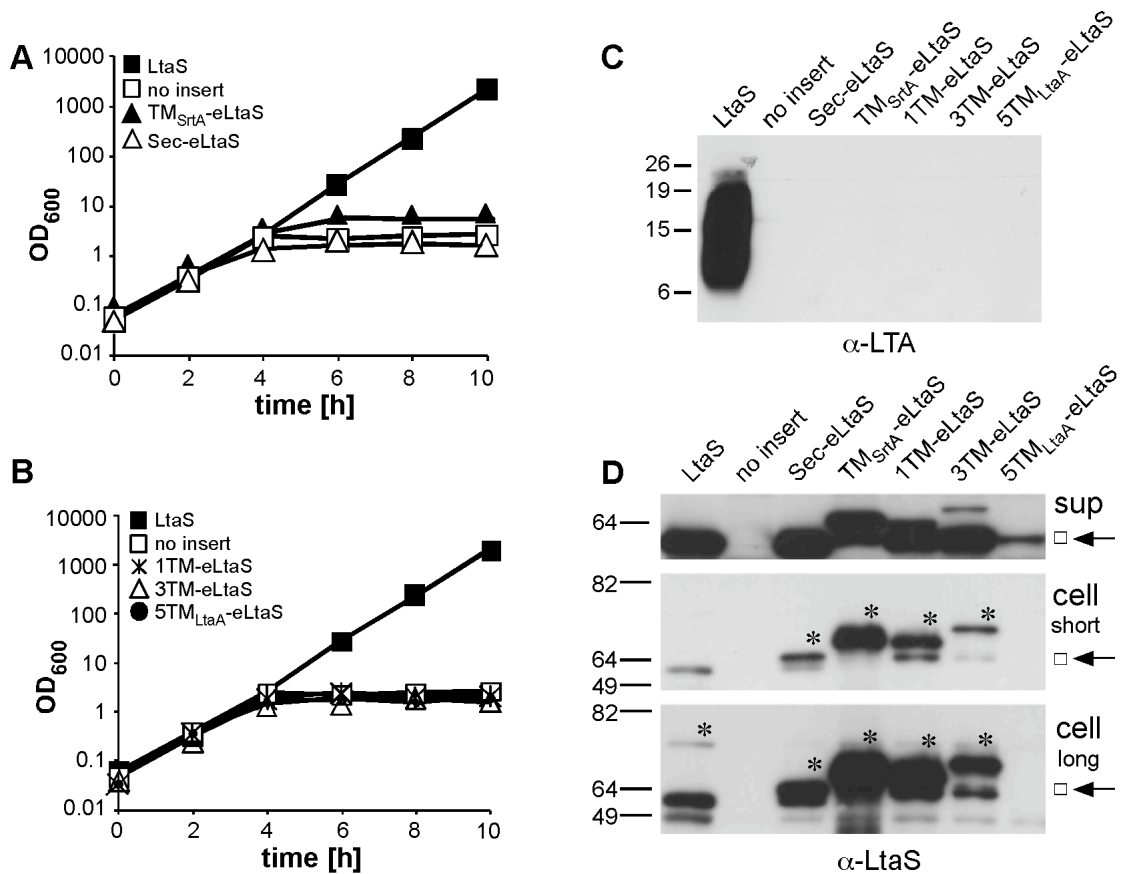 A
10000
1000
100
10
1
0.1
0.01
OD600
LtaS
no insert
TMSrtA-eLtaS
Sec-eLtaS
0 2 4 6 8 10
time [h]
B
10000
1000
100
10
1
0.1
0.01
OD600
LtaS
no insert
1TM-eLtaS
3TM-eLtaS
5TMLtaA-eLtaS
0 2 4 6 8 10
time [h]
C
LtaS
no insert
Sec-eLtaS
TMSrtA-eLtaS
1TM-eLtaS
3TM-eLtaS
5TMLtaA-eLtaS
26
19
15
6
α-LTA
D
LtaS
no insert
Sec-eLtaS
TMSrtA-eLtaS
1TM-eLtaS
3TM-eLtaS
5TMLtaA-eLtaS
64
sup
82
64
49
* * * *
cell
short
82
64
49
* * * * *
cell
long
α-LtaS